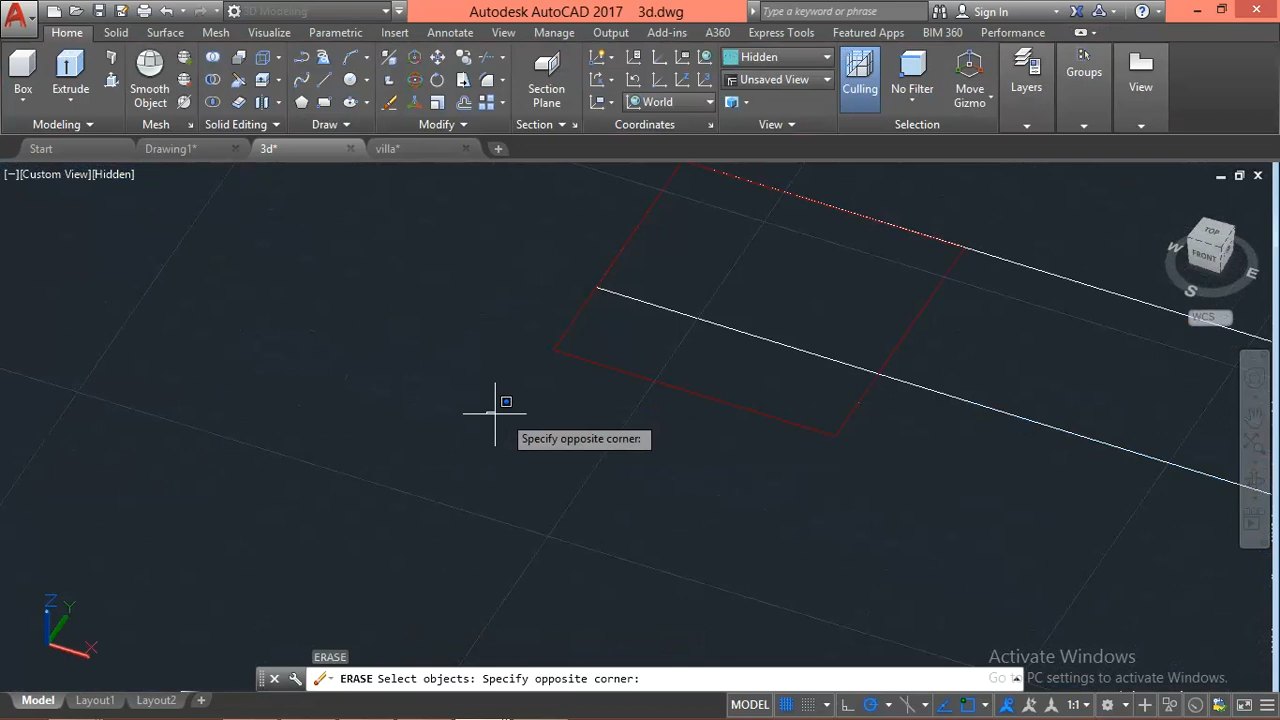 3D Modeling
Autodesk AutoCAD 2017 3d.dwg
Type a keyword or phrase
Sign In
Home Solid Surface Mesh Visualize Parametric Insert Annotate View Manage Output Add-ins A360 Express Tools Featured Apps BIM 360 Performance
Box
Extrude
Smooth
Object
Section
Plane
Hidden
Unsaved View
World
Culling
No Filter
Move
Gizmo
Layers
Groups
View
Modeling Mesh Solid Editing Draw Modify Section Coordinates View Selection
Start Drawing1* 3d* villa*
[−][Custom View][Hidden]
TOP
FRONT
W
E
S
WCS
Specify opposite corner:
Z
Y
X
ERASE
ERASE Select objects: Specify opposite corner:
Activate Windows
Go to PC settings to activate Windows.
Model Layout1 Layout2
MODEL
1:1